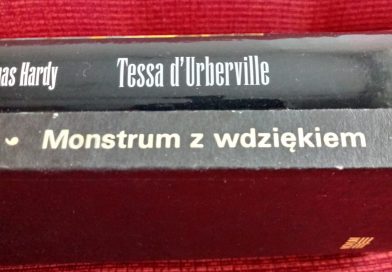 Hardy Tessa d'Urberville
Monstrum z wdziękiem